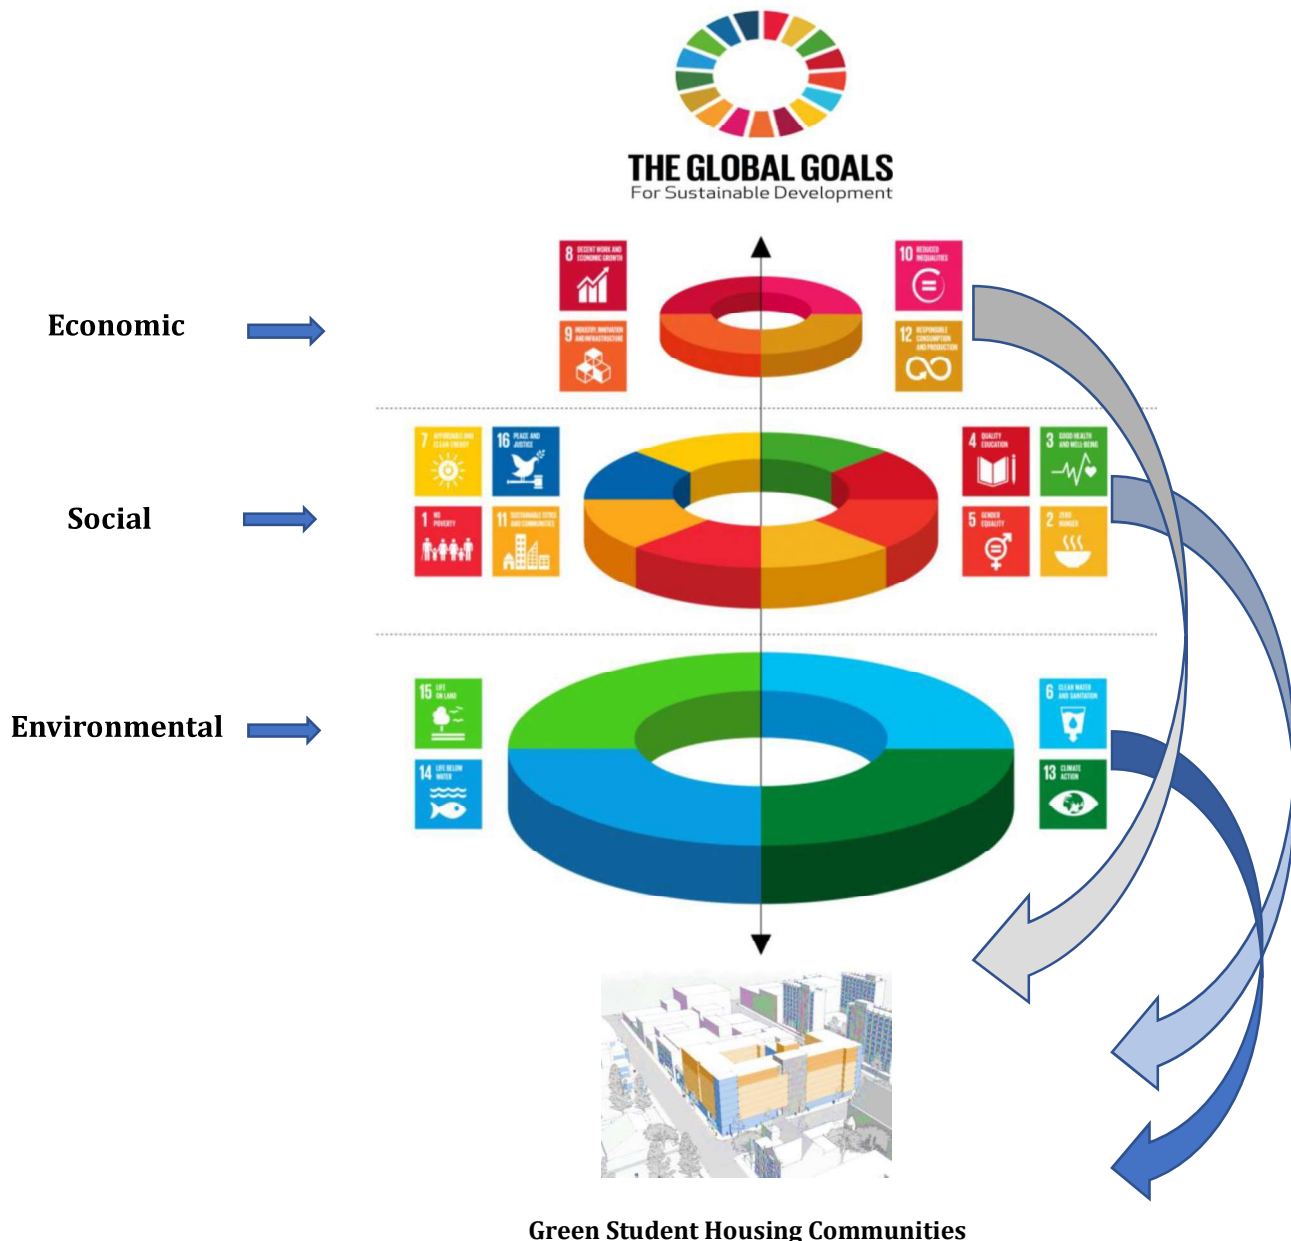 THE GLOBAL GOALS
For Sustainable Development
Economic
8 DECENT WORK AND
ECONOMIC GROWTH
10 REDUCED
INEQUALITIES
9 INDUSTRY, INNOVATION
AND INFRASTRUCTURE
12 RESPONSIBLE
CONSUMPTION
AND PRODUCTION
Social
7 AFFORDABLE AND
CLEAN ENERGY
16 PEACE AND
JUSTICE
4 QUALITY
EDUCATION
3 GOOD HEALTH
AND WELL-BEING
1 NO
POVERTY
11 SUSTAINABLE CITIES
AND COMMUNITIES
5 GENDER
EQUALITY
2 ZERO
HUNGER
Environmental
15 LIFE
ON LAND
6 CLEAN WATER
AND SANITATION
14 LIFE BELOW
WATER
13 CLIMATE
ACTION
Green Student Housing Communities